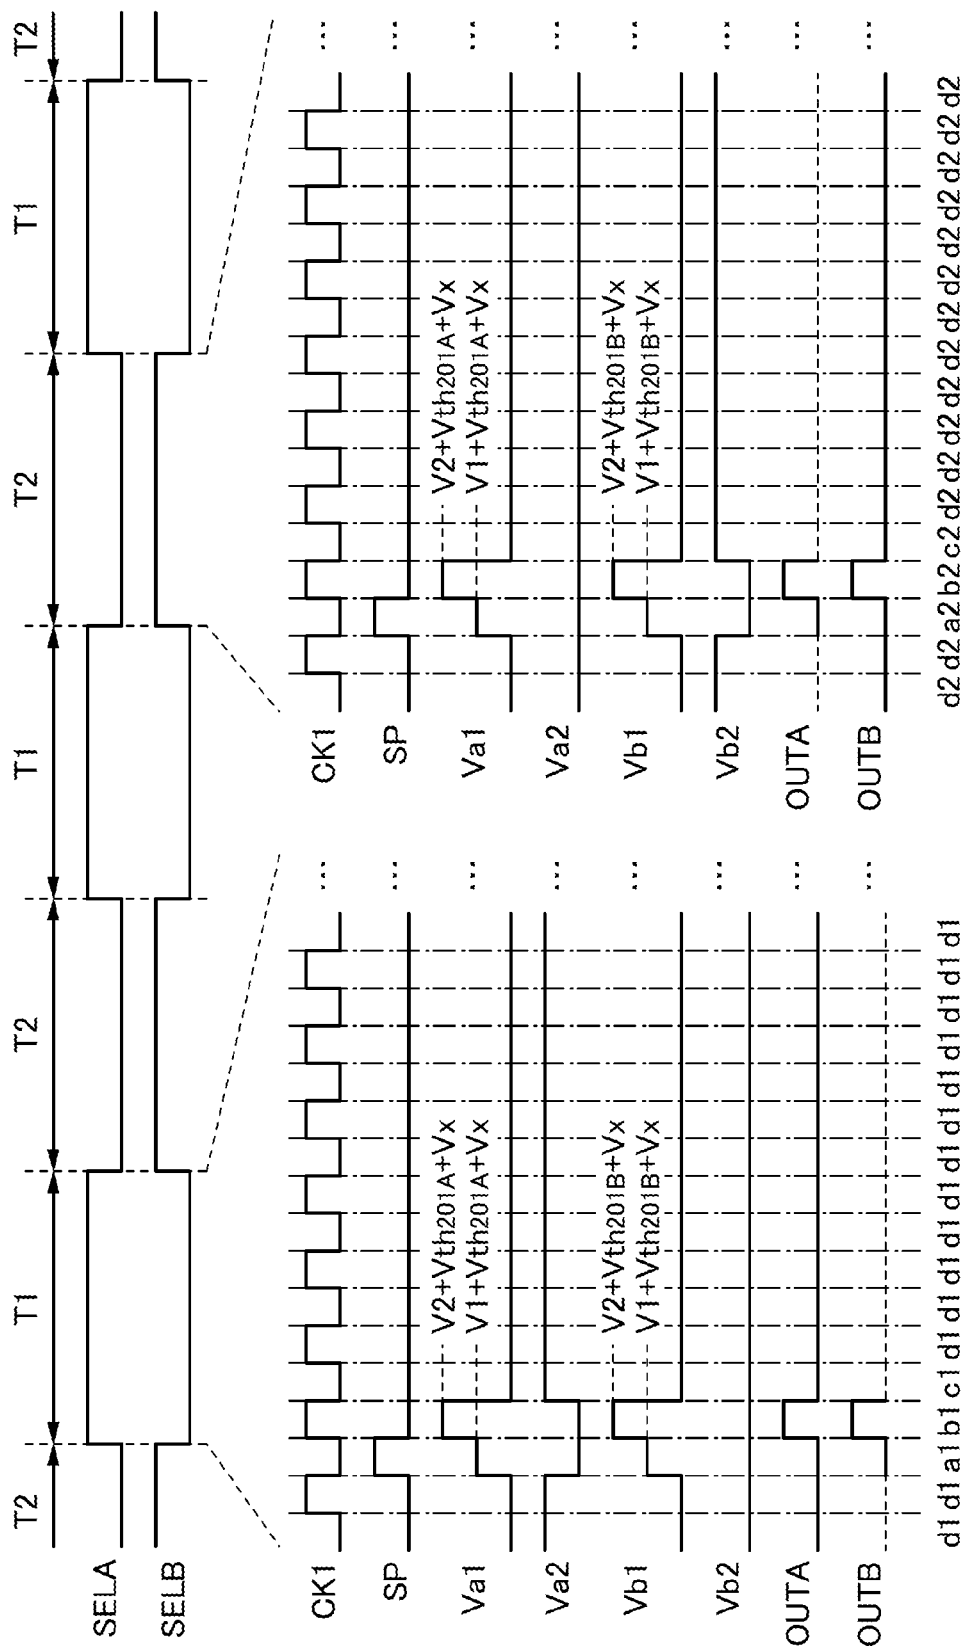 T2 T1 T2 T1 T2 T1 T2
SELA
SELB
CK1 ...
SP ...
V2+Vth201A+Vx
Va1 V1+Vth201A+Vx ...
Va2 ...
V2+Vth201B+Vx
Vb1 V1+Vth201B+Vx ...
Vb2 ...
OUTA ...
OUTB ...
d1 d1 a1 b1 c1 d1 d1 d1 d1 d1 d1 d1 d1 d1 d1 d1 d1
CK1 ...
SP ...
V2+Vth201A+Vx
Va1 V1+Vth201A+Vx ...
Va2 ...
V2+Vth201B+Vx
Vb1 V1+Vth201B+Vx ...
Vb2 ...
OUTA ...
OUTB ...
d2 d2 a2 b2 c2 d2 d2 d2 d2 d2 d2 d2 d2 d2 d2 d2 d2